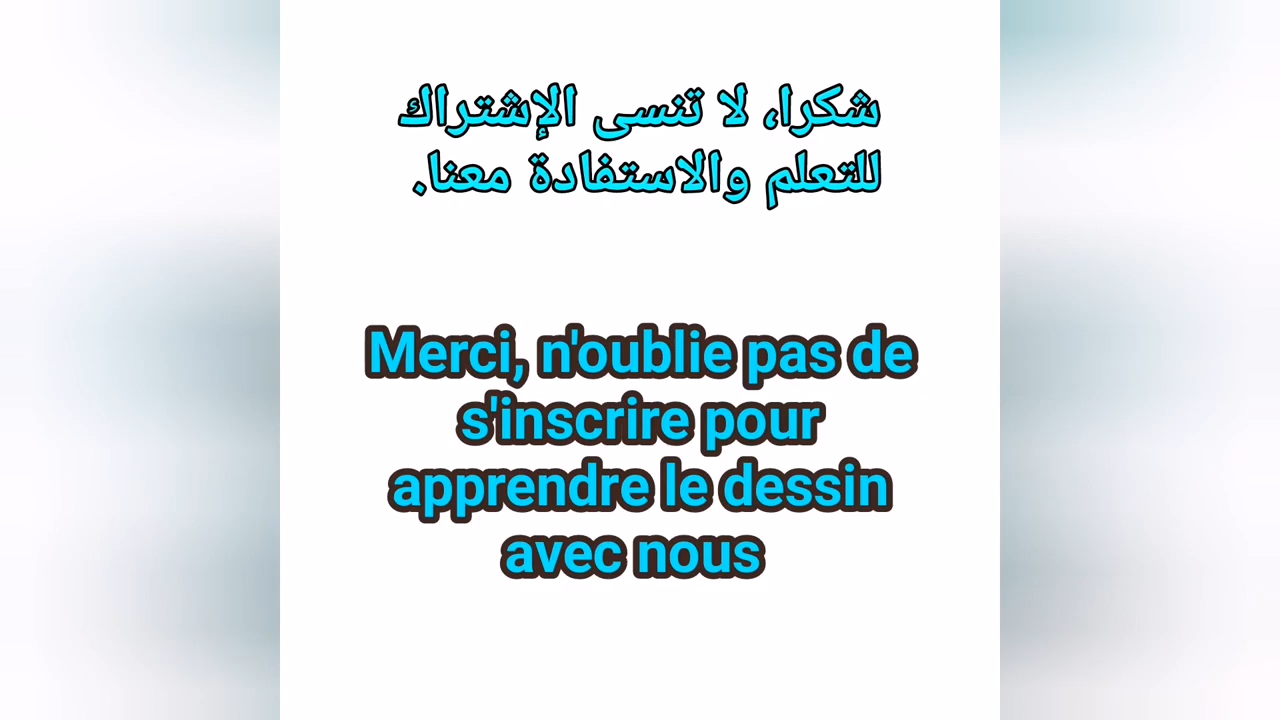 شكرا، لا تنسى الإشتراك
للتعلم والاستفادة معنا.
Merci, n'oublie pas de
s'inscrire pour
apprendre le dessin
avec nous